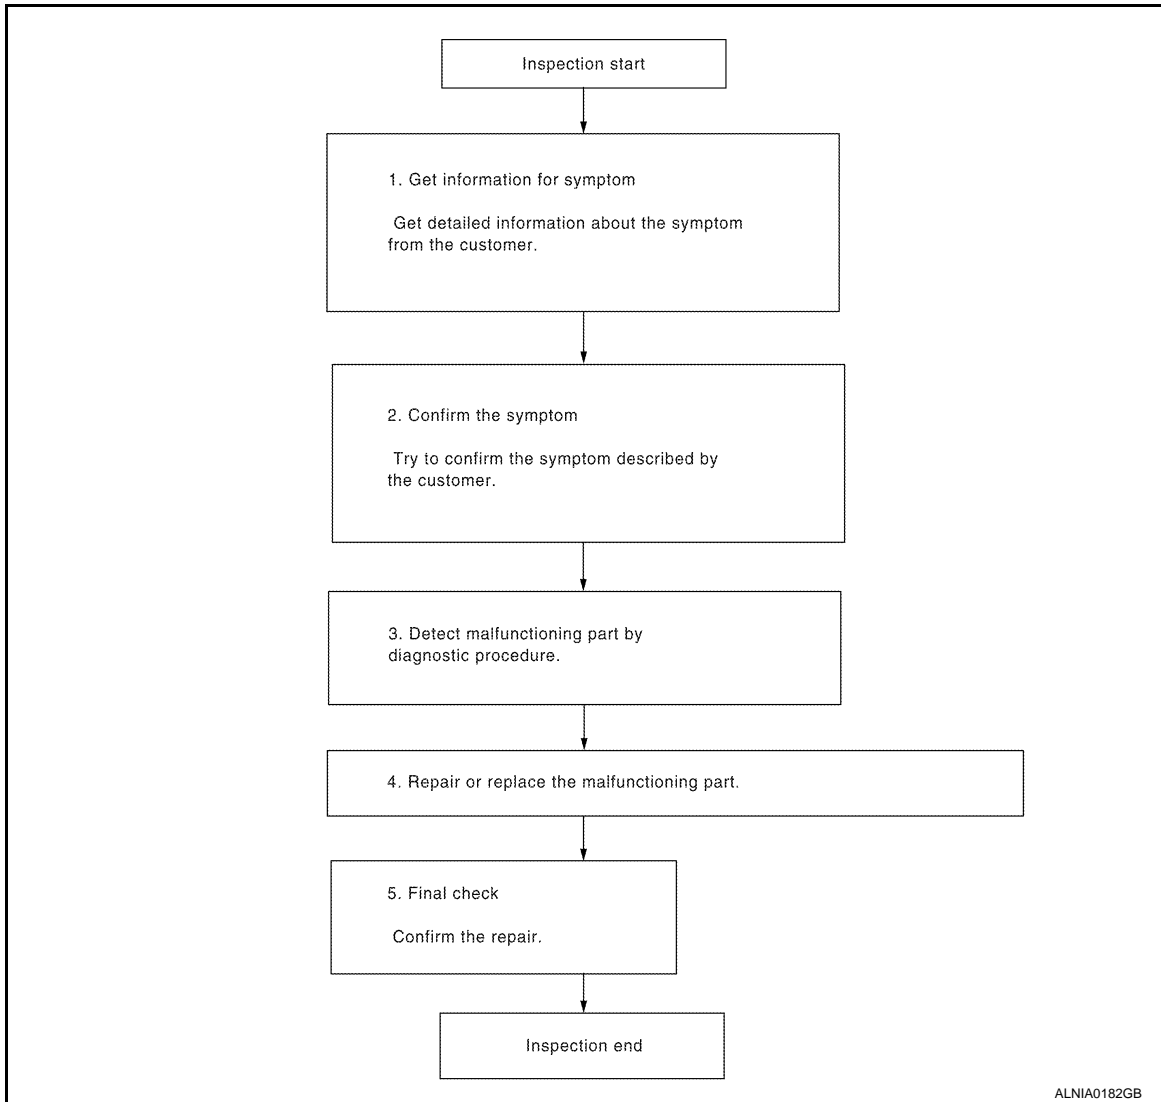 Inspection start
1. Get information for symptom
Get detailed information about the symptom
from the customer.
2. Confirm the symptom
Try to confirm the symptom described by
the customer.
3. Detect malfunctioning part by
diagnostic procedure.
4. Repair or replace the malfunctioning part.
5. Final check
Confirm the repair.
Inspection end
ALNIA0182GB